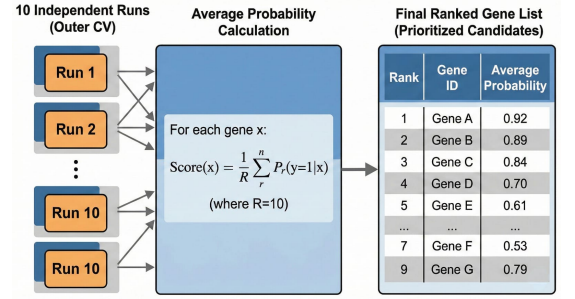 10 Independent Runs
(Outer CV)
Run 1
Run 2
⋮
Run 10
Run 10
Average Probability
Calculation
For each gene x:
Score(x) = 1/R ∑_r^n P_r(y=1|x)
(where R=10)
Final Ranked Gene List
(Prioritized Candidates)
Rank Gene ID Average Probability
1 Gene A 0.92
2 Gene B 0.89
3 Gene C 0.84
4 Gene D 0.70
5 Gene E 0.61
... ... ...
7 Gene F 0.53
9 Gene G 0.79